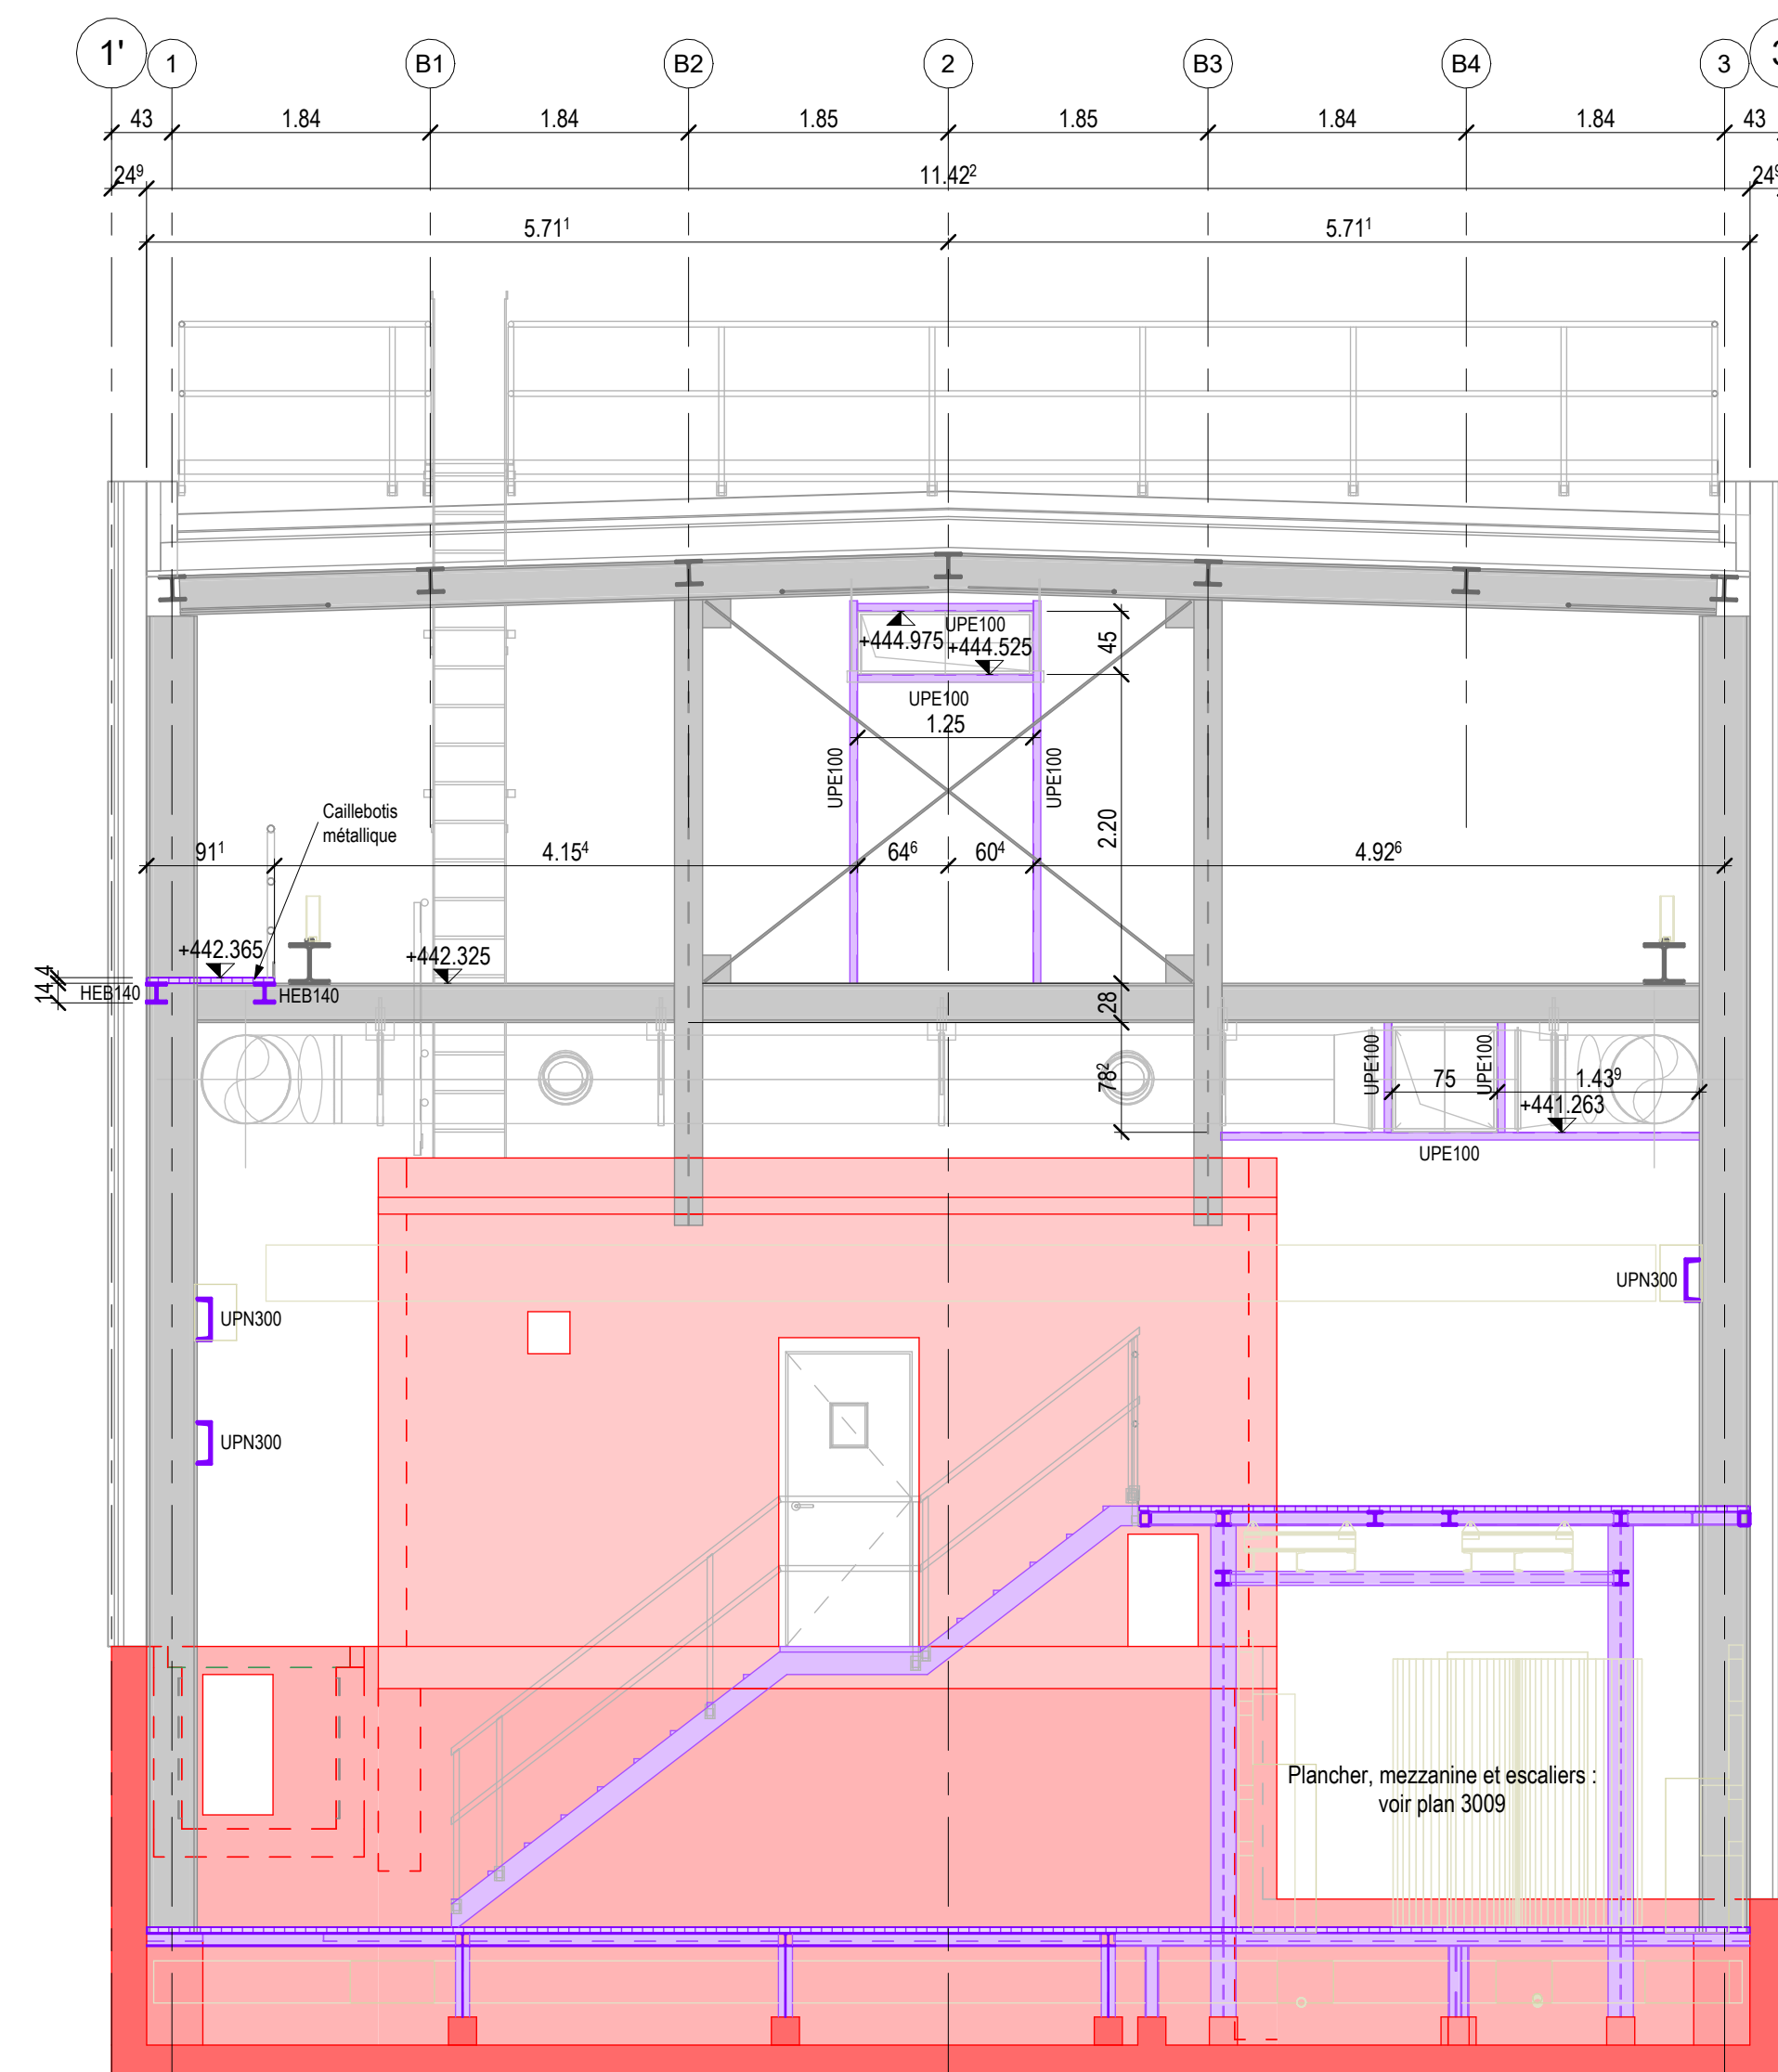 1'
1
B1
B2
2
B3
B4
3
43
1.84
1.84
1.85
1.85
1.84
1.84
43
24⁹
11.42²
24⁹
5.71¹
5.71¹
UPE100
+444.975
+444.525
45
UPE100
1.25
UPE100
UPE100
2.20
Caillebotis
métallique
91¹
4.15⁴
64⁶
60⁴
4.92⁶
+442.365
+442.325
4
14
HEB140
HEB140
28
78²
UPE100
75
UPE100
1.43⁹
+441.263
UPE100
UPN300
UPN300
UPN300
Plancher, mezzanine et escaliers :
voir plan 3009